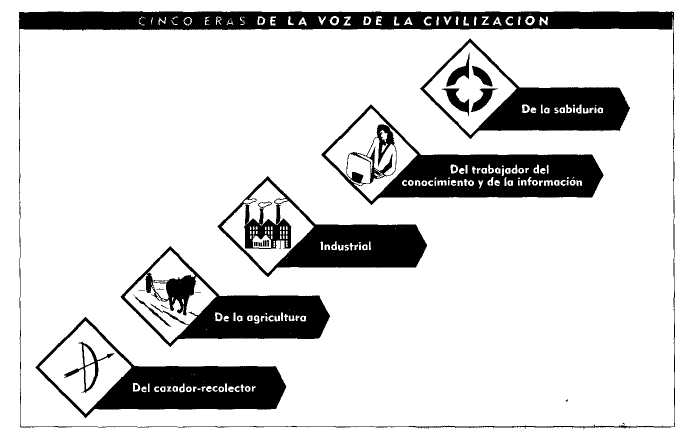 CINCO ERAS DE LA VOZ DE LA CIVILIZACIÓN
De la sabiduría
Del trabajador del
conocimiento y de la información
Industrial
De la agricultura
Del cazador-recolector